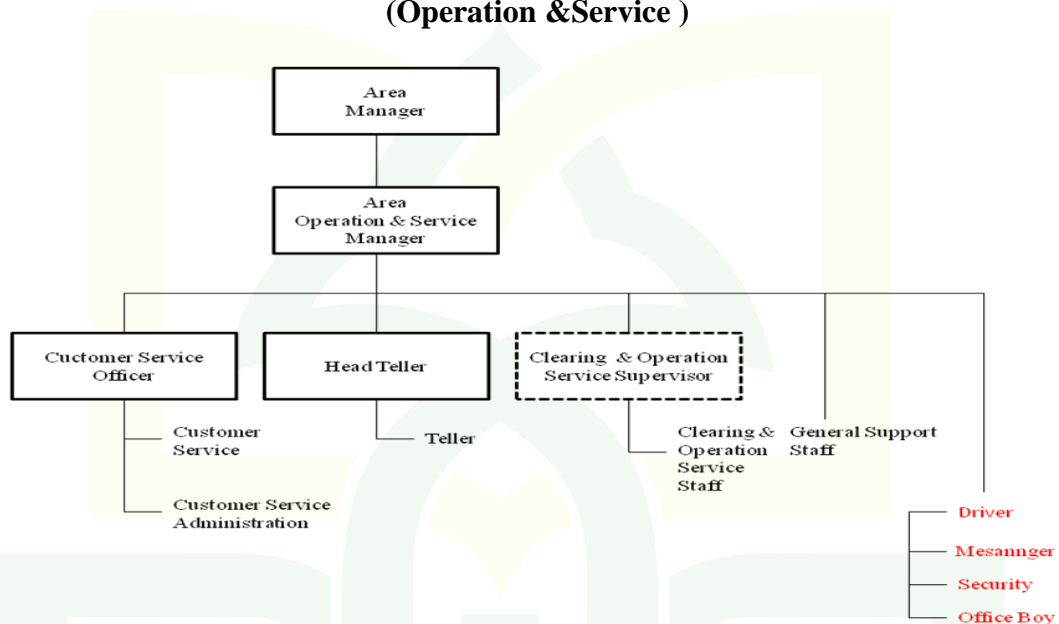 (Operation &Service )
Area
Manager
Area
Operation & Service
Manager
Cuctomer Service
Officer
Head Teller
Clearing & Operation
Service Supervisor
Customer
Service
Customer Service
Administration
Teller
Clearing &
Operation
Service
Staff
General Support
Staff
Driver
Mesannger
Security
Office Boy